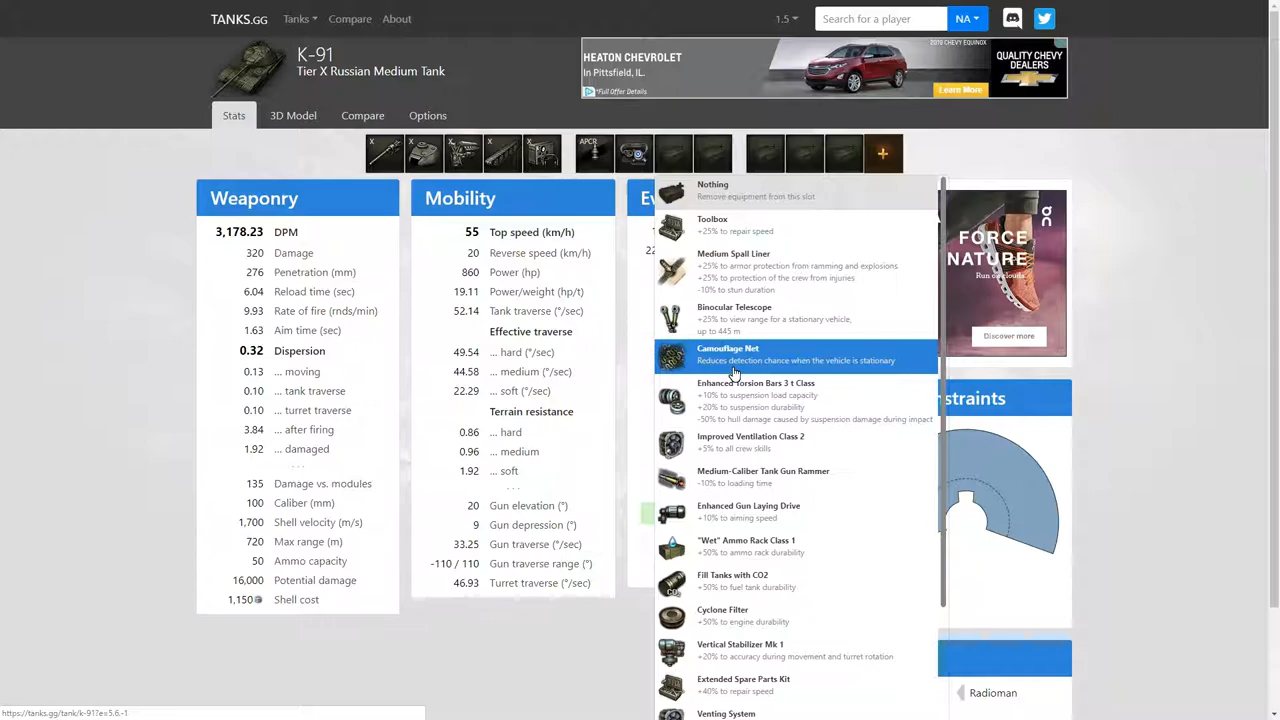 TANKS.GG Tanks Compare About 1.5 Search for a player NA
K-91
Russian Medium Tank
HEATON CHEVROLET
In Pittsfield, IL.
*Full Offer Details
2020 CHEVY EQUINOX
Learn More
QUALITY CHEVY
DEALERS
Stats 3D Model Compare Options
X X X X X APCR
Weaponry
3,178.23 DPM
320 Damage
276 Penetration (mm)
6.04 Reload time (sec)
9.93 Rate of fire (rnds/min)
1.63 Aim time (sec)
0.32 Dispersion
0.13 ... moving
0.10 ... tank traverse
0.10 ... turret traverse
3.84 ... after firing
1.92 ... damaged
...
135 Damage vs. modules
100 Caliber (mm)
1,700 Shell velocity (m/s)
720 Max range (m)
50 Ammo capacity
16,000 Potential damage
1,150 Shell cost
Mobility
55 Top speed (km/h)
20 Reverse speed (km/h)
860 Power (hp)
19.11 Power/weight (hp/t)
52.14 Tank traverse (°/sec)
Effective traverse
49.54 ... hard (°/sec)
44.58 ... medium (°/sec)
22.29 ... soft (°/sec)
Terrain resistance
0.86 ... hard
0.96 ... medium
1.92 ... soft
...
20 Gun elevation (°)
9 Gun depression (°)
33.25 Gun traverse (°/sec)
-110 / 110 Gun traverse range (°)
46.93 Turret traverse (°/sec)
Nothing
Remove equipment from this slot
Toolbox
+25% to repair speed
Medium Spall Liner
+25% to armor protection from ramming and explosions
+25% to protection of the crew from injuries
-10% to stun duration
Binocular Telescope
+25% to view range for a stationary vehicle,
up to 445 m
Camouflage Net
Reduces detection chance when the vehicle is stationary
Enhanced Torsion Bars 3 t Class
+10% to suspension load capacity
+20% to suspension durability
-50% to hull damage caused by suspension damage during impact
Improved Ventilation Class 2
+5% to all crew skills
Medium-Caliber Tank Gun Rammer
-10% to loading time
Enhanced Gun Laying Drive
+10% to aiming speed
"Wet" Ammo Rack Class 1
+50% to ammo rack durability
Fill Tanks with CO2
+50% to fuel tank durability
Cyclone Filter
+50% to engine durability
Vertical Stabilizer Mk 1
+20% to accuracy during movement and turret rotation
Extended Spare Parts Kit
+40% to repair speed
Venting System
FORCE
NATURE
Run on clouds.
Discover more
Radioman
https://tanks.gg/tank/k-91?e=5.6.-1